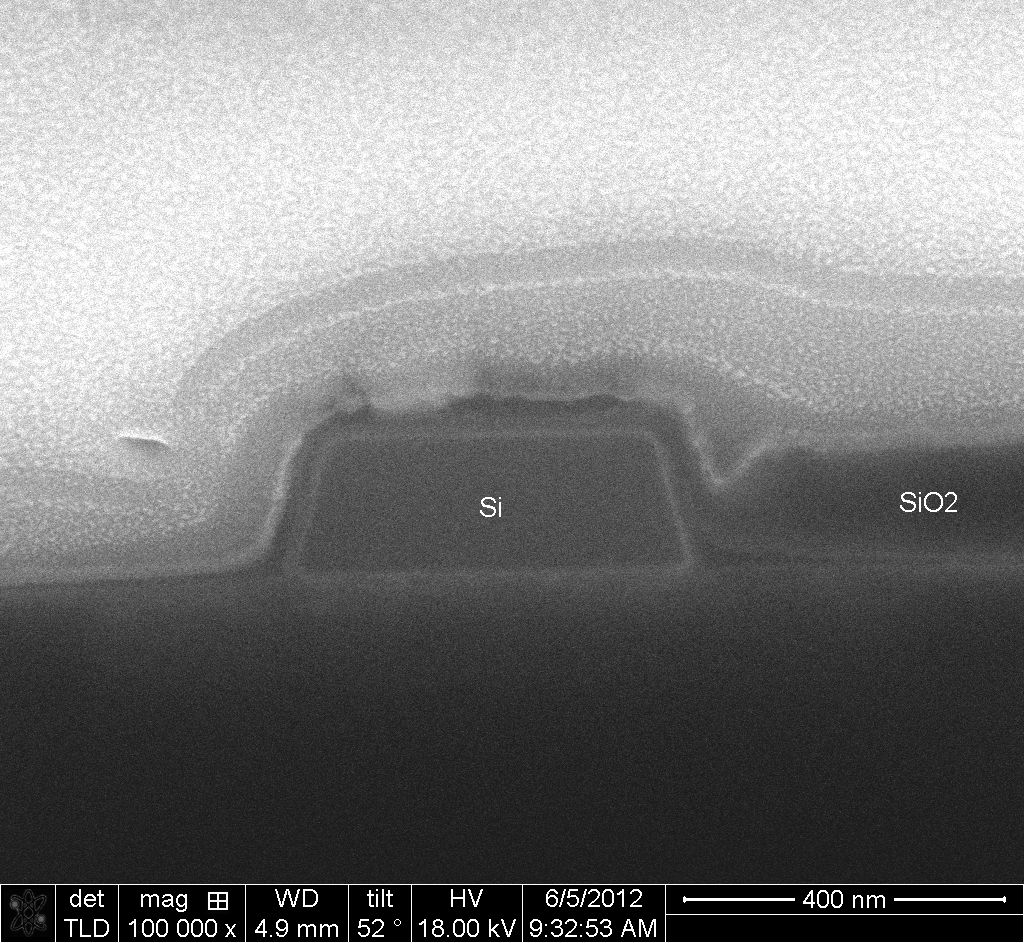 Si
SiO2
det mag WD tilt HV 6/5/2012 400 nm
TLD 100 000 x 4.9 mm 52 ° 18.00 kV 9:32:53 AM